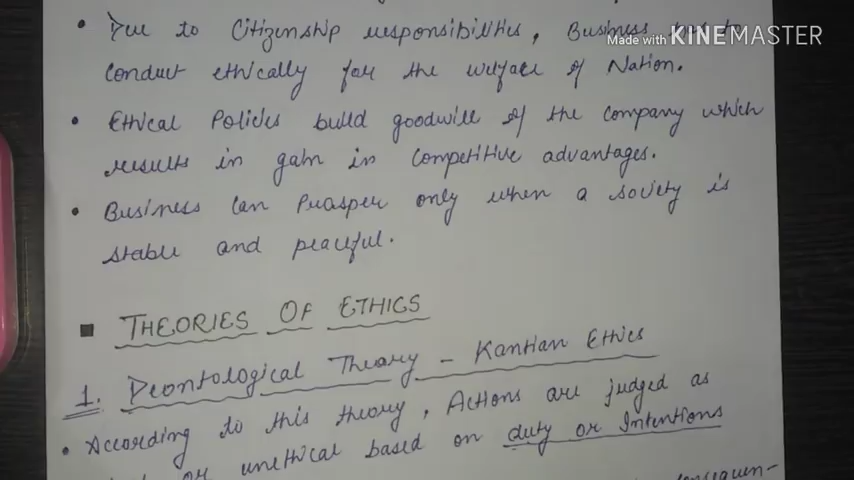 • Due to Citizenship responsibilities, Business
Made with KINEMASTER
conduct ethically for the welfare of Nation.
• Ethical Policies build goodwill of the company which
results in gain in competitive advantages.
• Business can Prosper only when a society is
stable and peaceful.
■ THEORIES OF ETHICS
1. Deontological Theory - Kantian Ethics
• According to this theory, Actions are judged as
or unethical based on duty or Intentions
consequen-